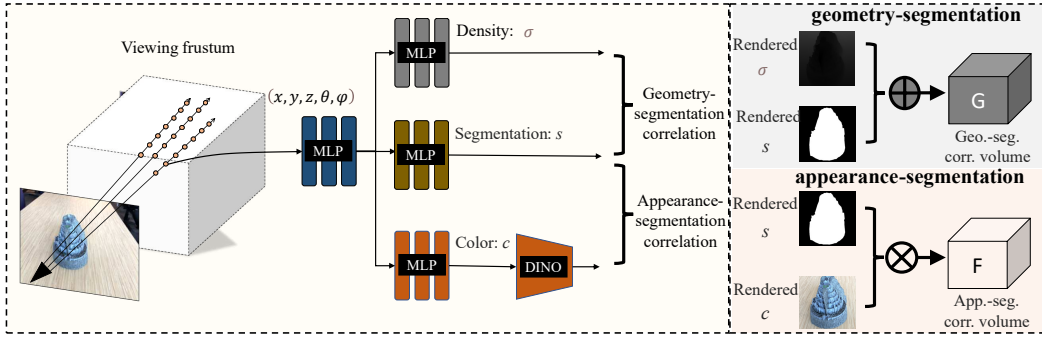 Viewing frustum
(x, y, z, θ, φ)
MLP
Density: σ
MLP
Segmentation: s
MLP
Color: c
MLP
DINO
Geometry-
segmentation
correlation
Appearance-
segmentation
correlation
geometry-segmentation
Rendered
σ
Rendered
s
G
Geo.-seg.
corr. volume
appearance-segmentation
Rendered
s
Rendered
c
F
App.-seg.
corr. volume